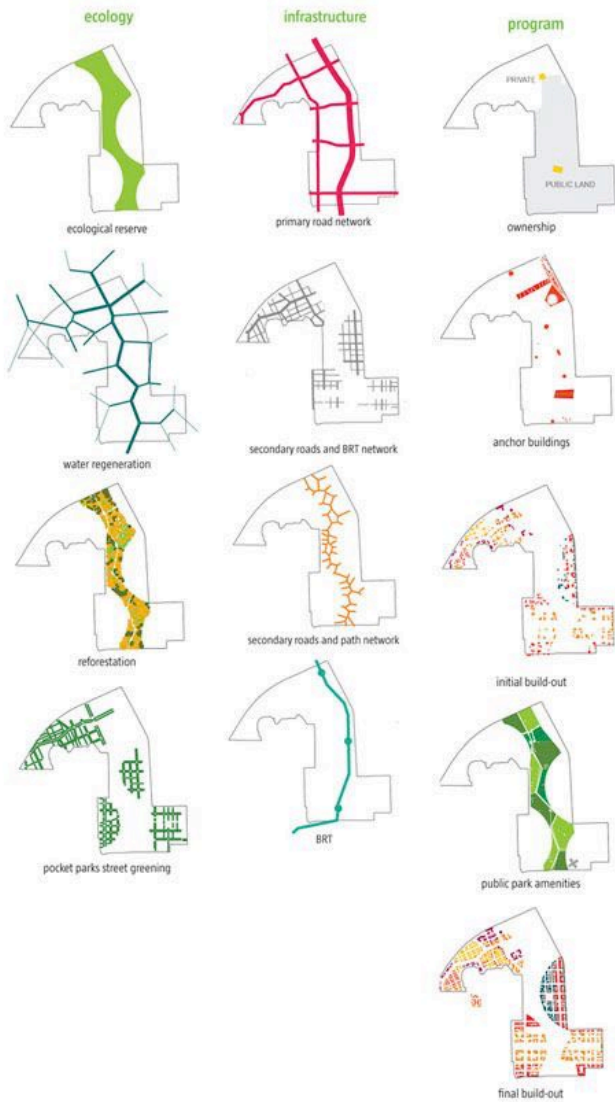 ecology
infrastructure
program
ecological reserve
primary road network
PRIVATE
PUBLIC LAND
ownership
water regeneration
secondary roads and BRT network
anchor buildings
reforestation
secondary roads and path network
initial build-out
pocket parks street greening
BRT
public park amenities
final build-out